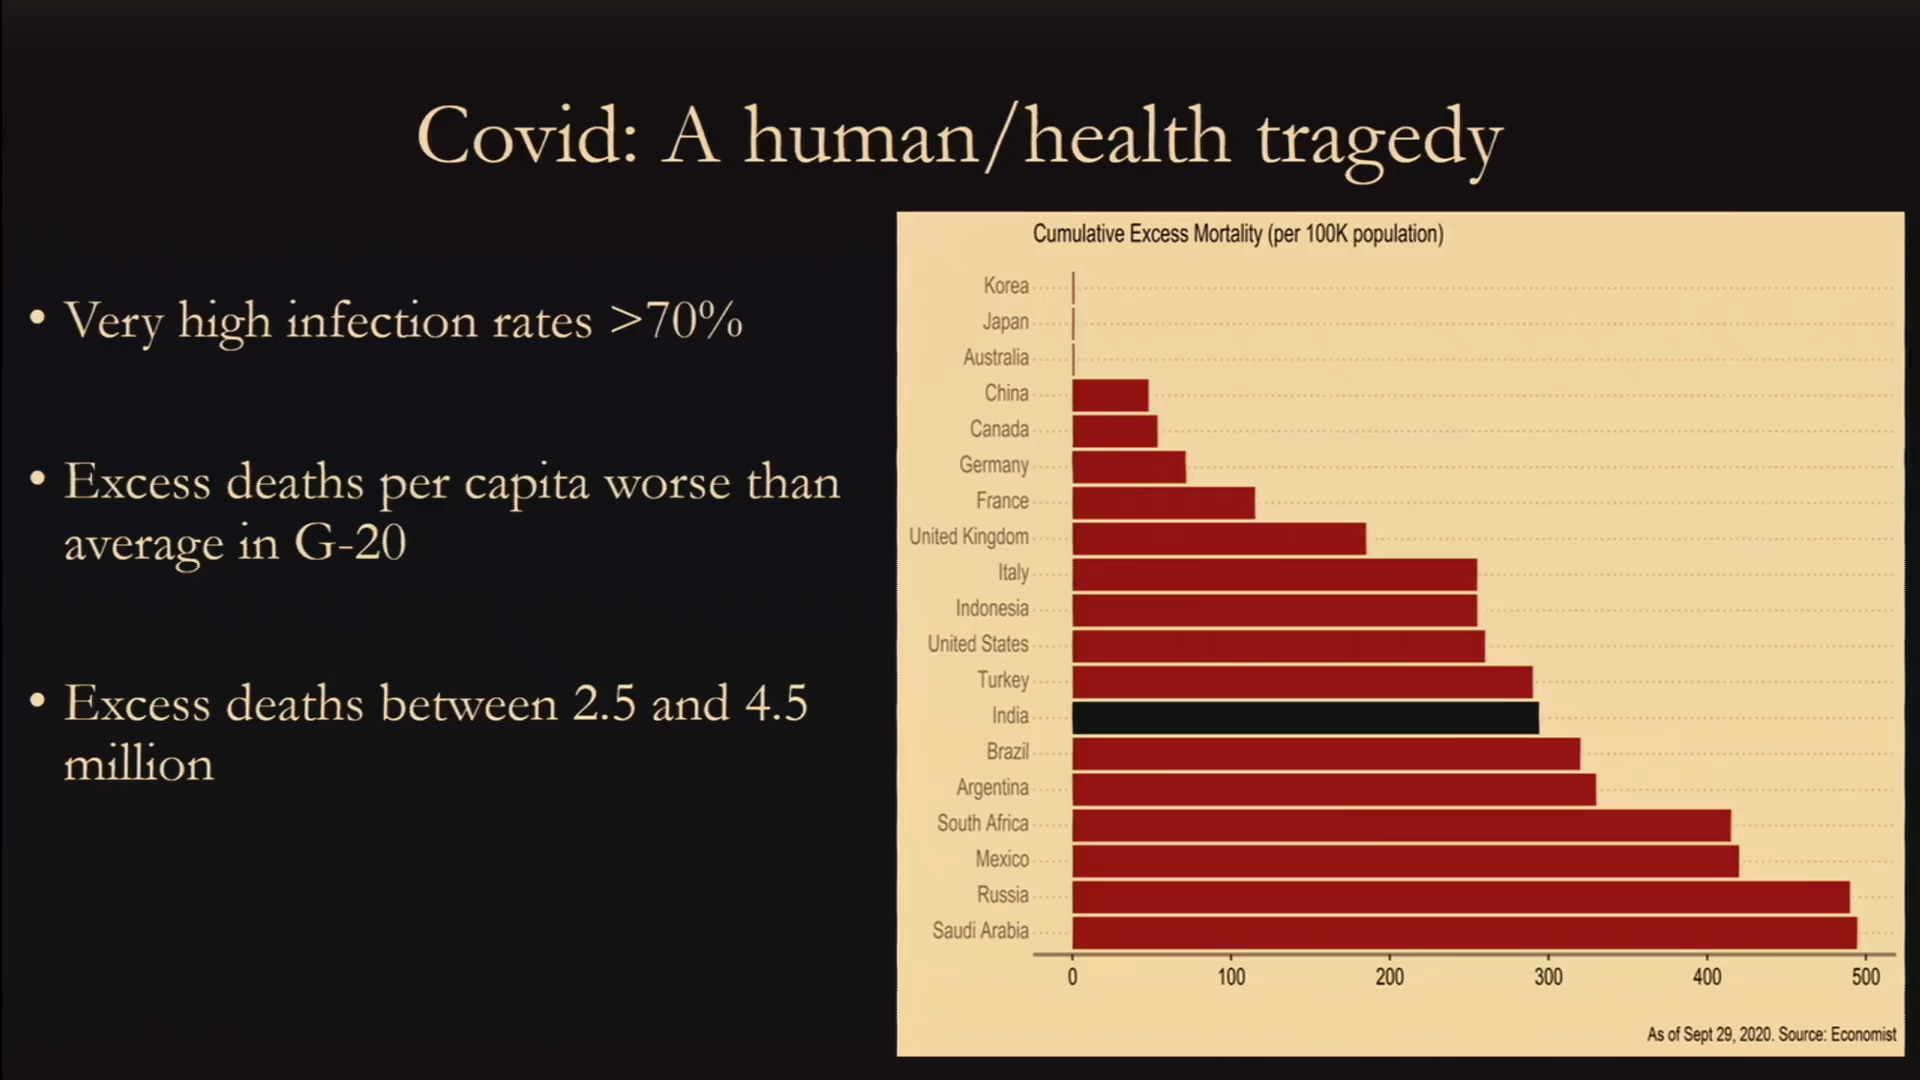 Covid: A human/health tragedy
• Very high infection rates >70%
• Excess deaths per capita worse than
average in G-20
• Excess deaths between 2.5 and 4.5
million
Cumulative Excess Mortality (per 100K population)
Korea
Japan
Australia
China
Canada
Germany
France
United Kingdom
Italy
Indonesia
United States
Turkey
India
Brazil
Argentina
South Africa
Mexico
Russia
Saudi Arabia
0 100 200 300 400 500
As of Sept 29, 2020. Source: Economist